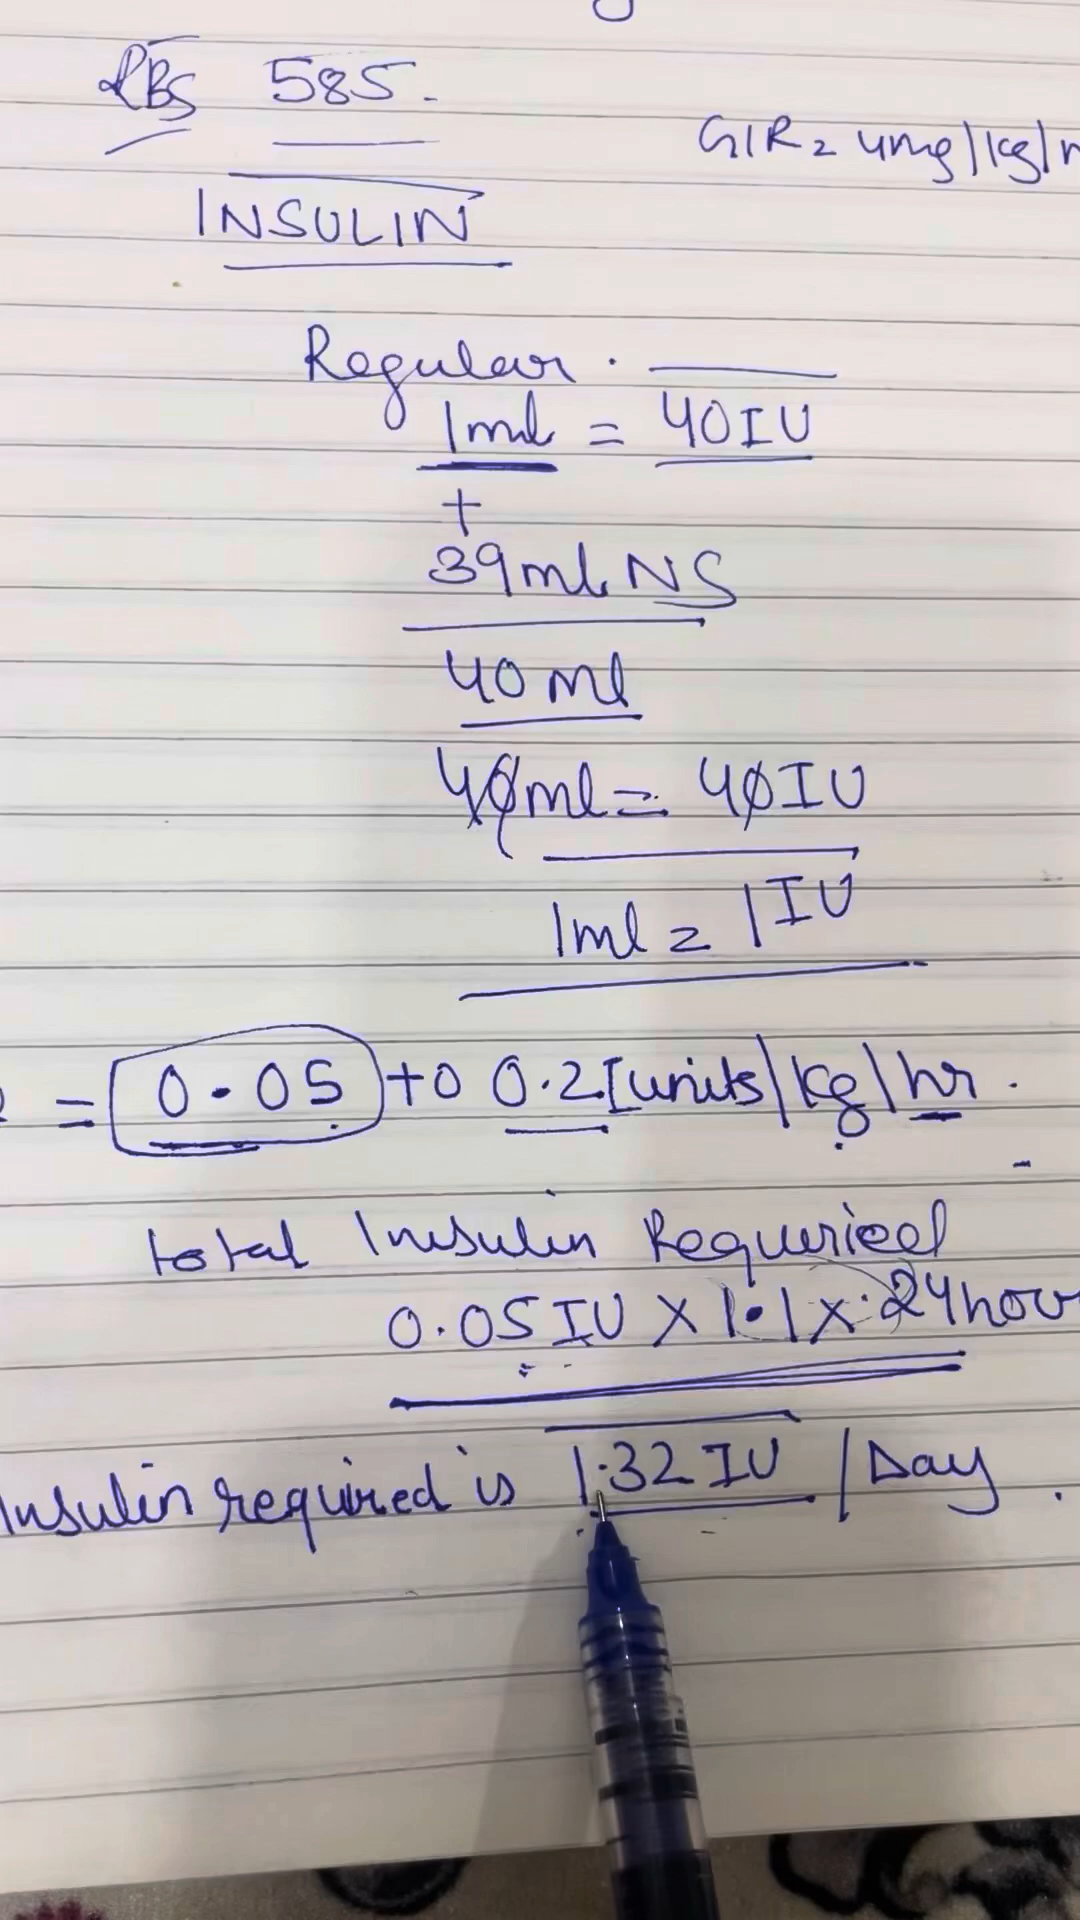 RBS 585.
GIR = 4mg/kg/
INSULIN
Regular.
1ml = 40IU
+
39ml NS
40ml
40ml = 40IU
1ml = 1IU
= 0.05 to 0.2 Iunits/kg/hr.
total Insulin Requried
0.05 IU x 1.1 x 24hou
Insulin required is 1.32 IU / Day.